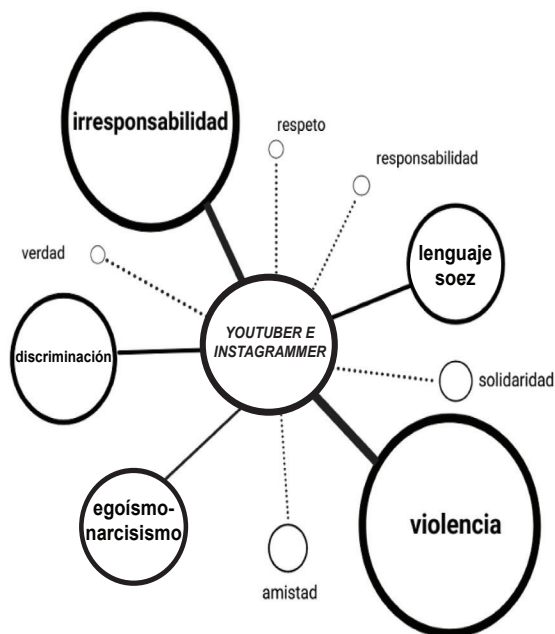 irresponsabilidad
respeto
responsabilidad
verdad
lenguaje
soez
YOUTUBER E
INSTAGRAMMER
discriminación
solidaridad
egoísmo-
narcisismo
violencia
amistad